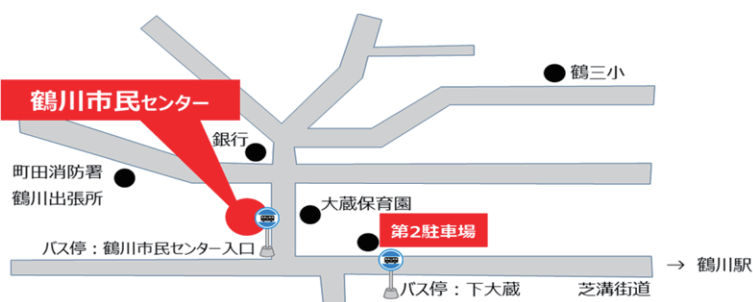 鶴三小
鶴川市民センター
銀行
町田消防署
鶴川出張所
大蔵保育園
第2駐車場
バス停：鶴川市民センター入口
→ 鶴川駅
バス停：下大蔵
芝溝街道